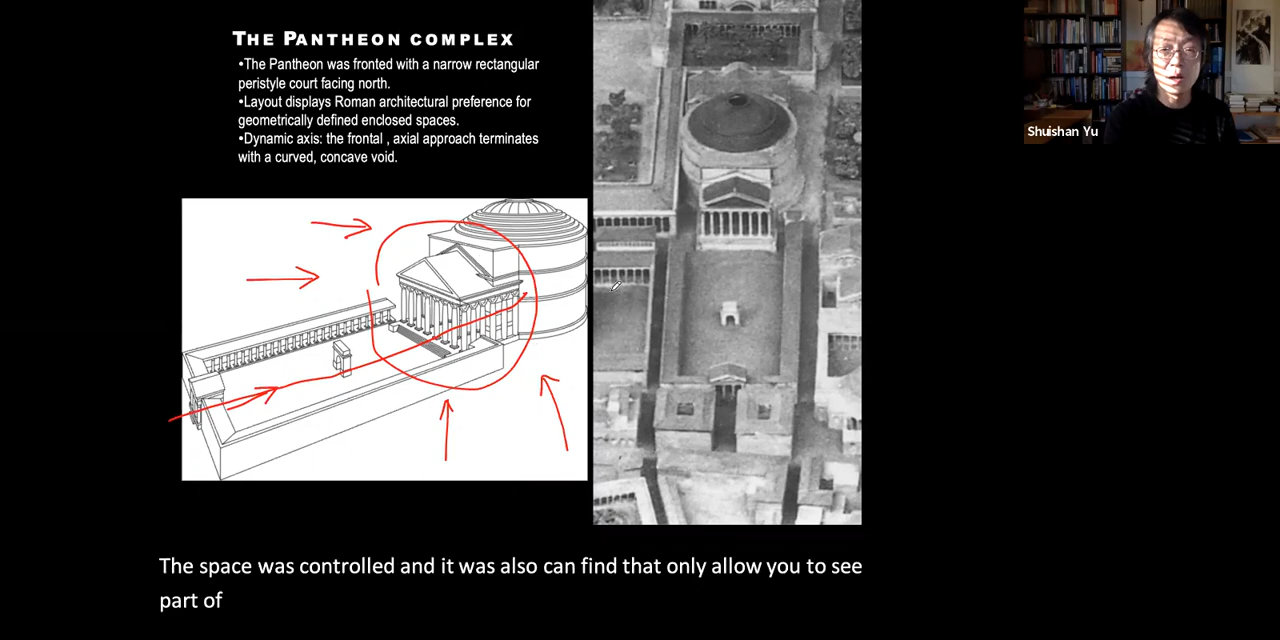 THE PANTHEON COMPLEX
•The Pantheon was fronted with a narrow rectangular
peristyle court facing north.
•Layout displays Roman architectural preference for
geometrically defined enclosed spaces.
•Dynamic axis: the frontal , axial approach terminates
with a curved, concave void.
Shuishan Yu
The space was controlled and it was also can find that only allow you to see
part of